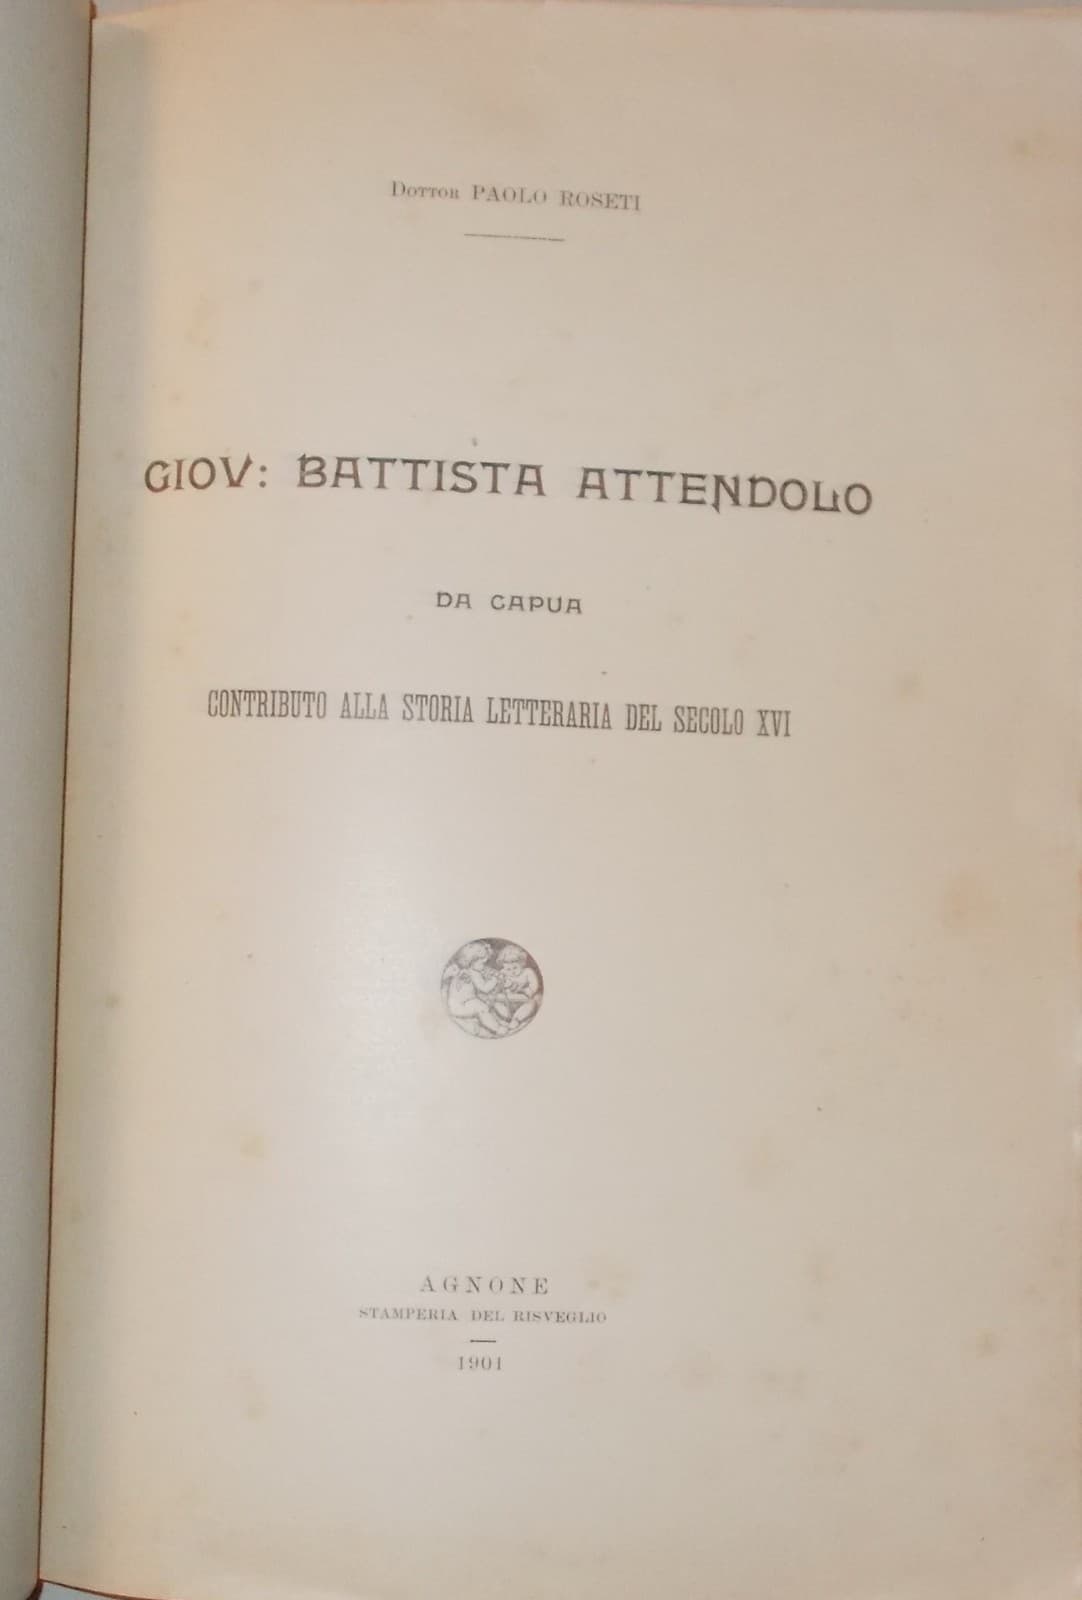 Dottor PAOLO ROSETI
GIOV: BATTISTA ATTENDOLO
DA CAPUA
CONTRIBUTO ALLA STORIA LETTERARIA DEL SECOLO XVI
AGNONE
STAMPERIA DEL RISVEGLIO
1901